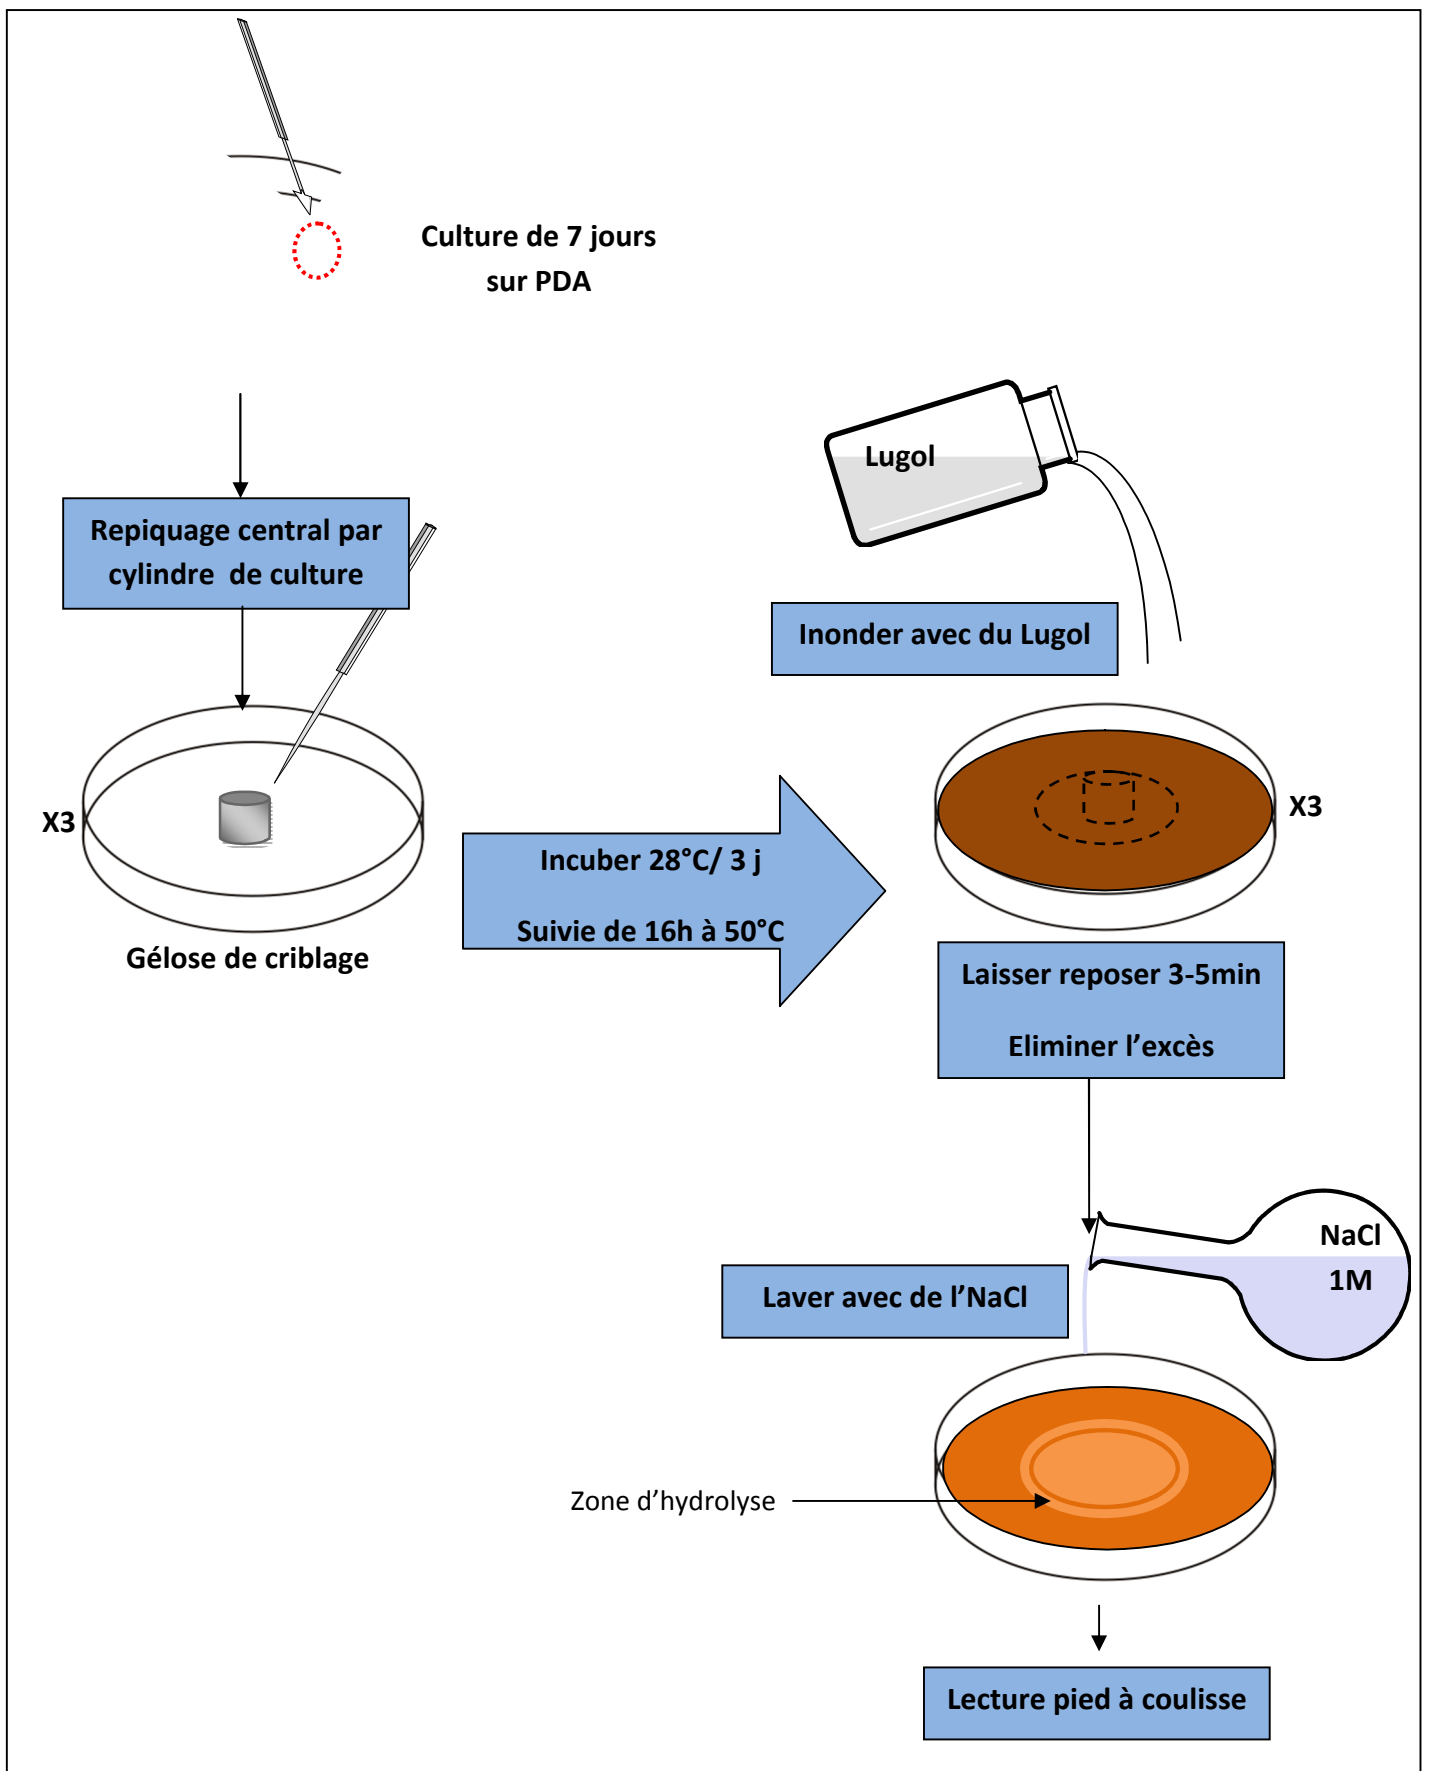 Culture de 7 jours
sur PDA
Repiquage central par
cylindre de culture
X3
Gélose de criblage
Incuber 28°C/ 3 j
Suivie de 16h à 50°C
Lugol
Inonder avec du Lugol
X3
Laisser reposer 3-5min
Eliminer l’excès
NaCl
1M
Laver avec de l’NaCl
Zone d’hydrolyse
Lecture pied à coulisse